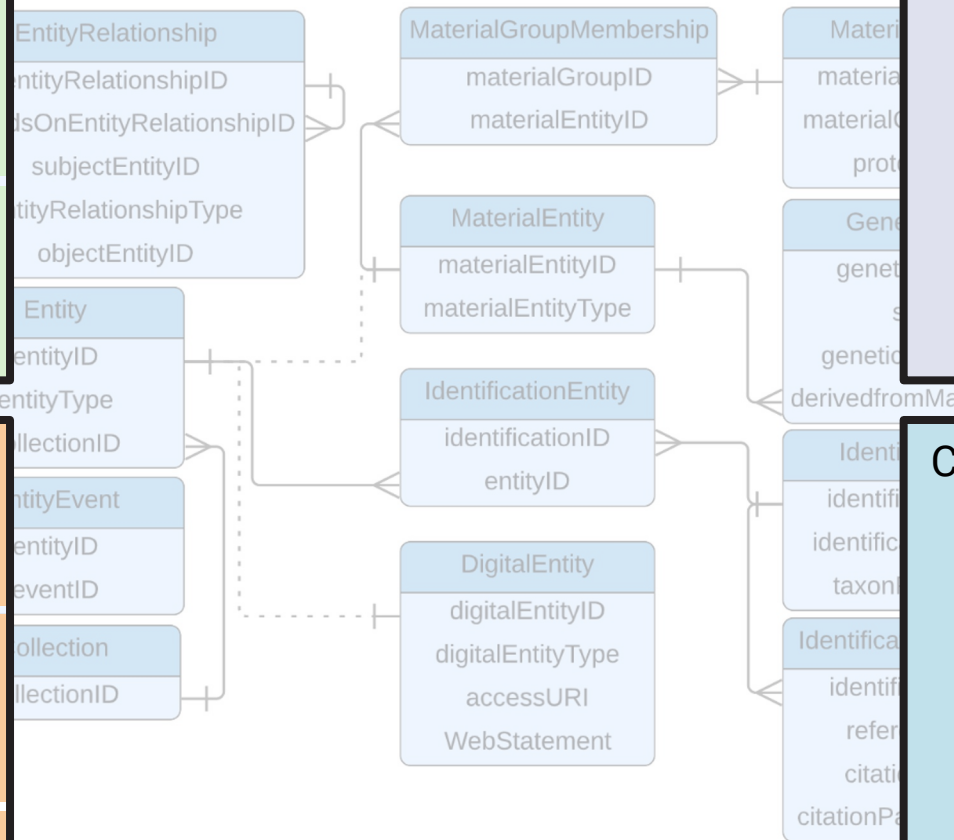 EntityRelationship
entityRelationshipID
dsOnEntityRelationshipID
subjectEntityID
tityRelationshipType
objectEntityID
Entity
entityID
entityType
ollectionID
ntityEvent
entityID
eventID
ollection
llectionID
MaterialGroupMembership
materialGroupID
materialEntityID
MaterialEntity
materialEntityID
materialEntityType
IdentificationEntity
identificationID
entityID
DigitalEntity
digitalEntityID
digitalEntityType
accessURI
WebStatement
Materi
materia
material
prot
Gene
genet
s
genetic
derivedfromMa
Identi
identifi
identific
taxon
Identifica
identifi
refer
citati
citationPa
C